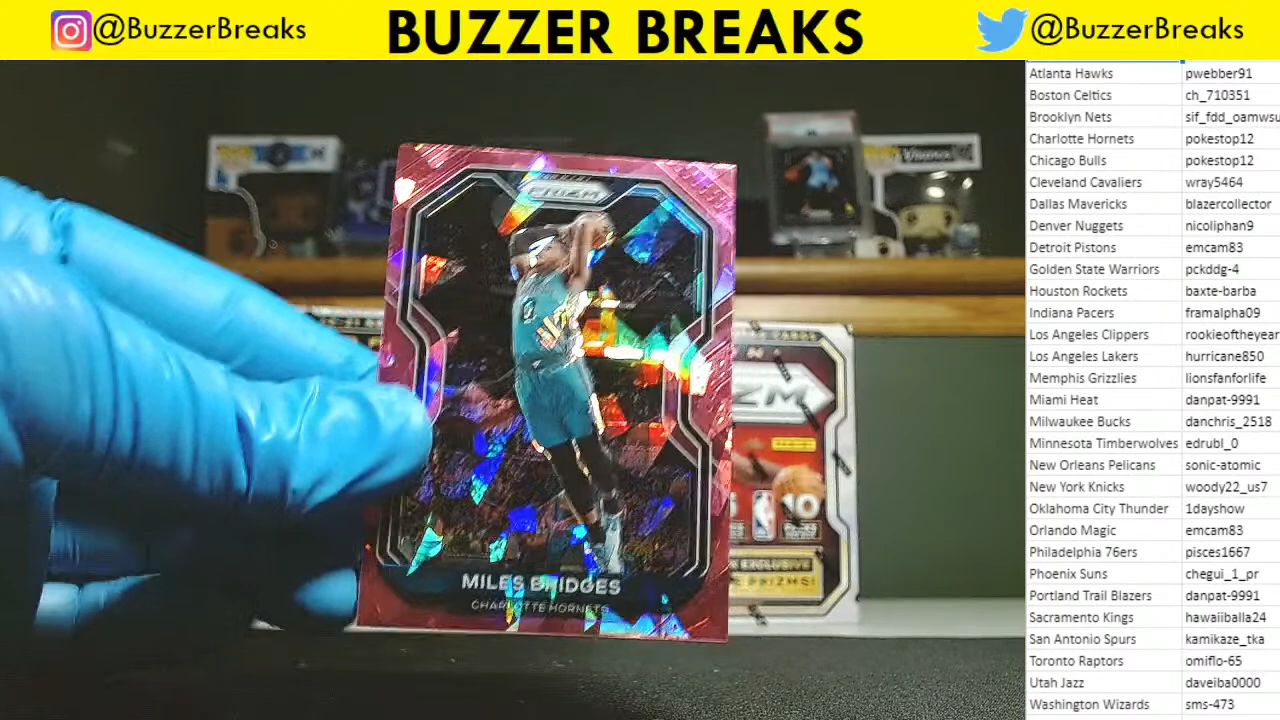 @BuzzerBreaks
BUZZER BREAKS
@BuzzerBreaks
Atlanta Hawks pwebber91
Boston Celtics ch_710351
Brooklyn Nets sif_fdd_oamwsu
Charlotte Hornets pokestop12
Chicago Bulls pokestop12
Cleveland Cavaliers wray5464
Dallas Mavericks blazercollector
Denver Nuggets nicoliphan9
Detroit Pistons emcam83
Golden State Warriors pckddg-4
Houston Rockets baxte-barba
Indiana Pacers framalpha09
Los Angeles Clippers rookieoftheyear
Los Angeles Lakers hurricane850
Memphis Grizzlies lionsfanforlife
Miami Heat danpat-9991
Milwaukee Bucks danchris_2518
Minnesota Timberwolves edrubl_0
New Orleans Pelicans sonic-atomic
New York Knicks woody22_us7
Oklahoma City Thunder 1dayshow
Orlando Magic emcam83
Philadelphia 76ers pisces1667
Phoenix Suns chegui_1_pr
Portland Trail Blazers danpat-9991
Sacramento Kings hawaiiballa24
San Antonio Spurs kamikaze_tka
Toronto Raptors omiflo-65
Utah Jazz daveiba0000
Washington Wizards sms-473
PRIZM
MILES BRIDGES
CHARLOTTE HORNETS
ZM
10